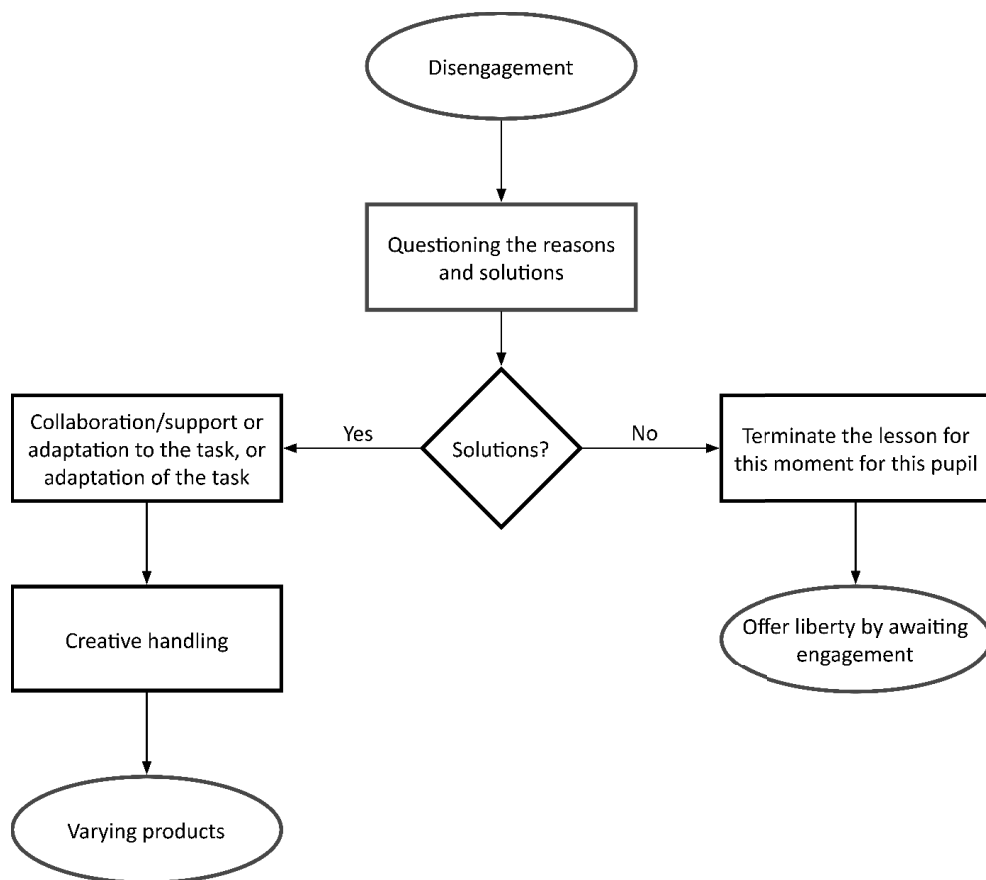 Disengagement
Questioning the reasons
and solutions
Solutions?
Yes
No
Collaboration/support or
adaptation to the task, or
adaptation of the task
Terminate the lesson for
this moment for this pupil
Creative handling
Offer liberty by awaiting
engagement
Varying products